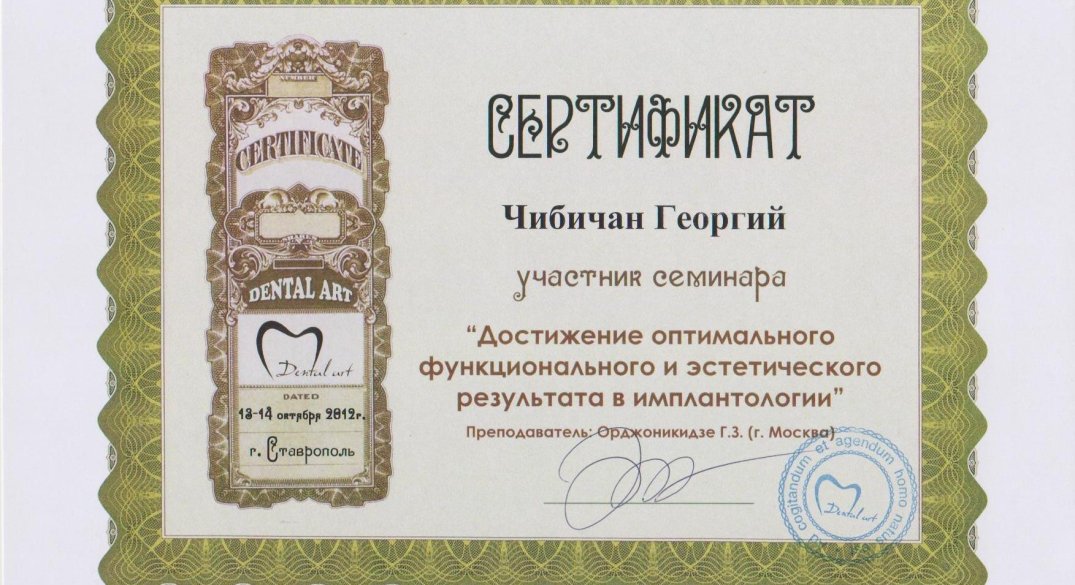 NUMBER
CERTIFICATE
DENTAL ART
Dental art
DATED
13-14 октября 2012г.
г. Ставрополь
СЕРТИФИКАТ
Чибичан Георгий
участник семинара
“Достижение оптимального
функционального и эстетического
результата в имплантологии”
Преподаватель: Орджоникидзе Г.З. (г. Москва)
cogitandum et agendum homo natus
Dental art